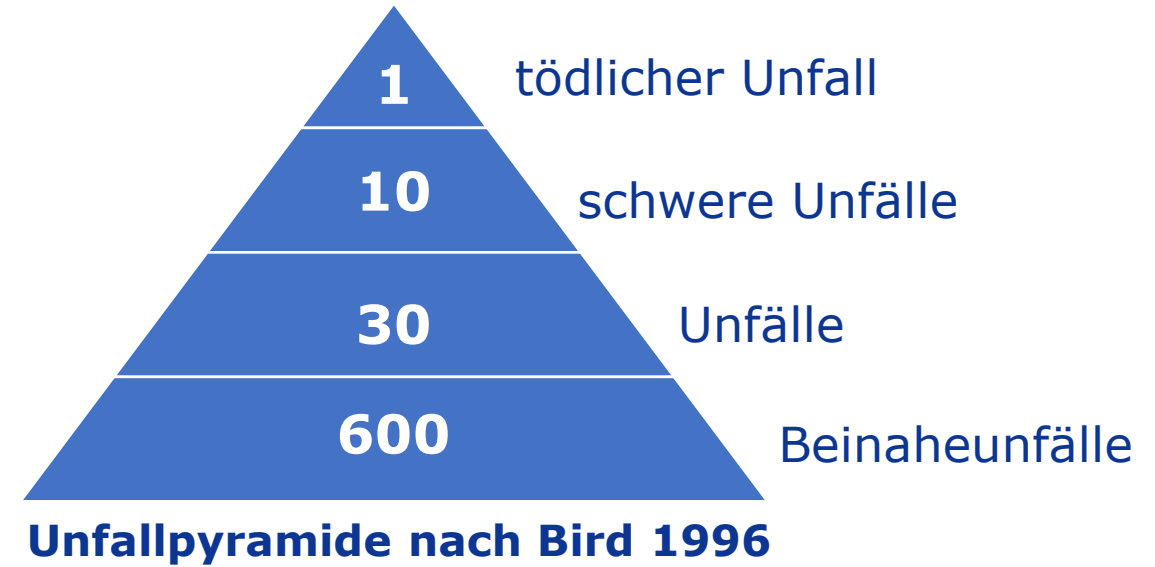 1
tödlicher Unfall
10
schwere Unfälle
30
Unfälle
600
Beinaheunfälle
Unfallpyramide nach Bird 1996